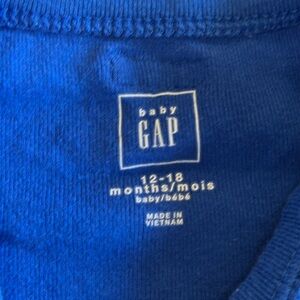 baby
GAP
12-18
months/mois
baby/bébé
MADE IN
VIETNAM